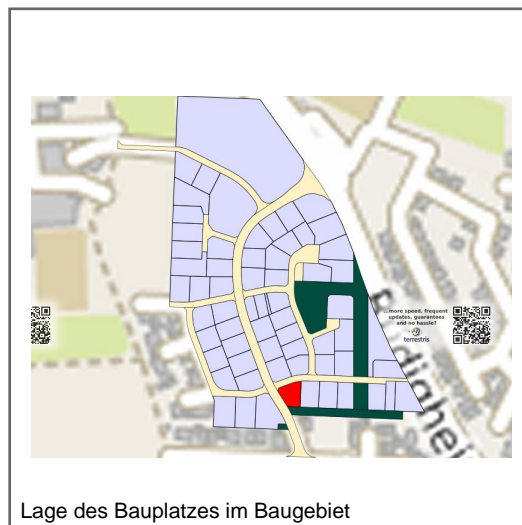 ...more speed, frequent
updates, guarantees
and no hassle?
terrestris
Lage des Bauplatzes im Baugebiet